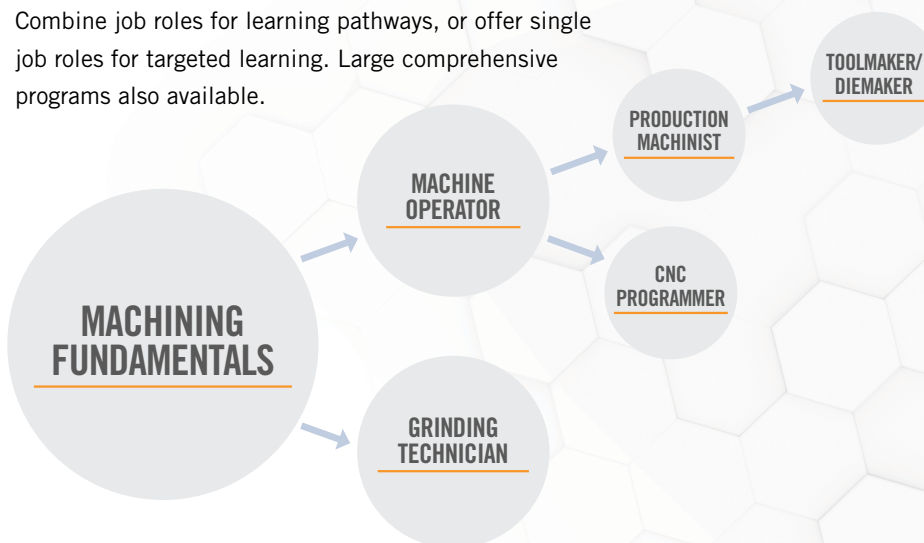 Combine job roles for learning pathways, or offer single
job roles for targeted learning. Large comprehensive
programs also available.
TOOLMAKER/
DIEMAKER
PRODUCTION
MACHINIST
MACHINE
OPERATOR
CNC
PROGRAMMER
MACHINING
FUNDAMENTALS
GRINDING
TECHNICIAN